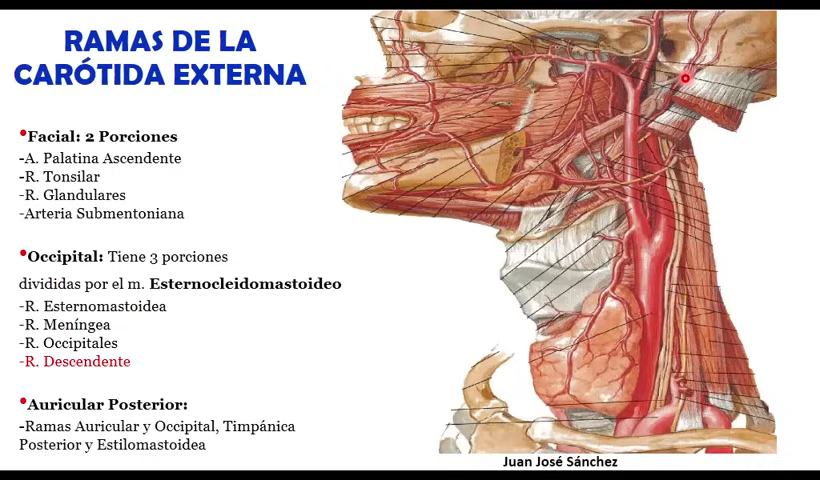 RAMAS DE LA
CARÓTIDA EXTERNA
•Facial: 2 Porciones
-A. Palatina Ascendente
-R. Tonsilar
-R. Glandulares
-Arteria Submentoniana
•Occipital: Tiene 3 porciones
divididas por el m. Esternocleidomastoideo
-R. Esternomastoidea
-R. Meníngea
-R. Occipitales
-R. Descendente
•Auricular Posterior:
-Ramas Auricular y Occipital, Timpánica
Posterior y Estilomastoidea
Juan José Sánchez